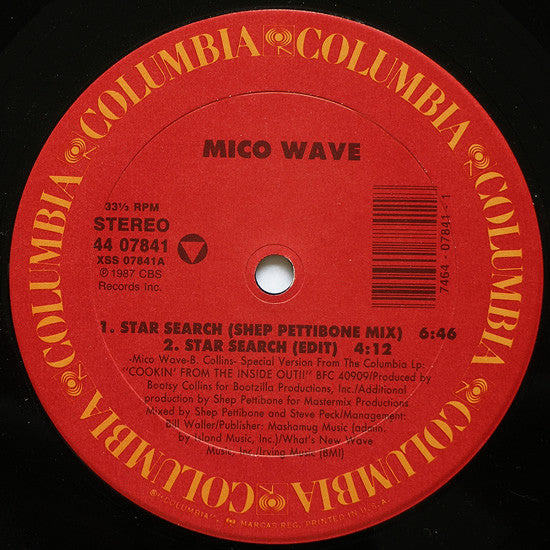 COLUMBIA COLUMBIA COLUMBIA COLUMBIA COLUMBIA COLUMBIA COLUMBIA COLUMBIA
MICO WAVE
33⅓ RPM
STEREO
44 07841
XSS 07841A
℗ 1987 CBS
Records Inc.
7464-07841-1
1. STAR SEARCH (SHEP PETTIBONE MIX) 6:46
2. STAR SEARCH (EDIT) 4:12
-Mico Wave-B. Collins- Special Version From The Columbia Lp:
"COOKIN' FROM THE INSIDE OUT!!" BFC 40909/Produced by
Bootsy Collins for Bootzilla Productions, Inc./Additional
production by Shep Pettibone for Mastermix Productions
Mixed by Shep Pettibone and Steve Peck/Management:
Bill Waller/Publisher: Mashamug Music (admin.
by Island Music, Inc.)/What's New Wave
Music Inc./Irving Music (BMI)
MARCAS REG. PRINTED IN U.S.A.